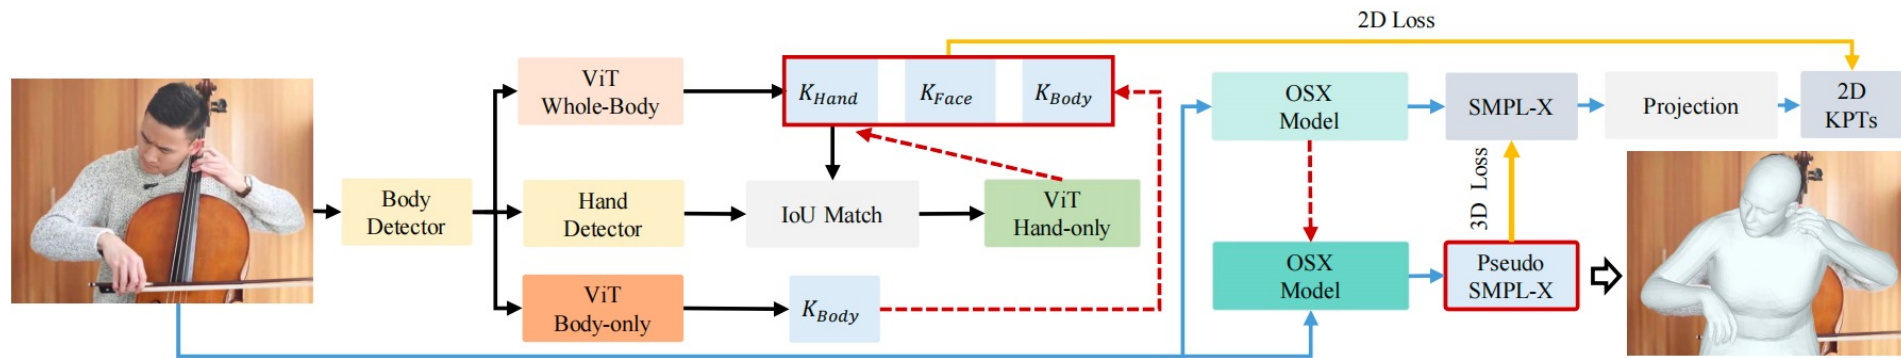 2D Loss
ViT
Whole-Body
K_Hand
K_Face
K_Body
OSX
Model
SMPL-X
Projection
2D
KPTs
Body
Detector
Hand
Detector
IoU Match
ViT
Hand-only
3D Loss
ViT
Body-only
K_Body
OSX
Model
Pseudo
SMPL-X